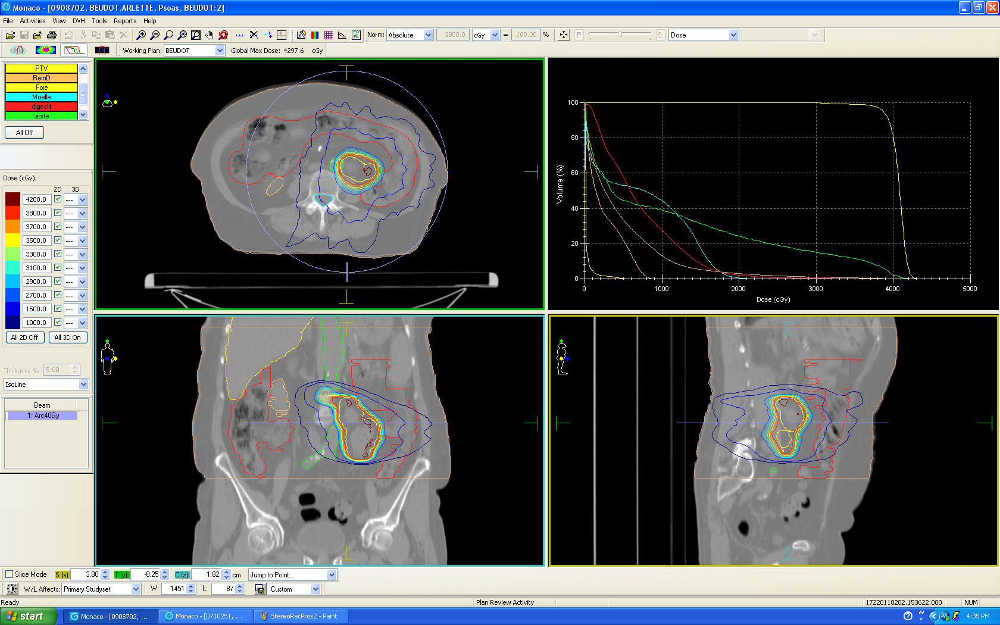 Monaco - [0908702, BEUDOT,ARLETTE, Psoas, BEUDOT:2]
File Activities View DVH Tools Reports Help
Norm: Absolute 3800.0 cGy = 100.00 % P S: Dose
Working Plan: BEUDOT Global Max Dose: 4297.6 cGy
PTV
ReinD
Foie
Moelle
digestif
aorte
All Off
Dose (cGy):
2D 3D
4200.0 ---
3800.0 ---
3700.0 ---
3500.0 ---
3300.0 ---
3100.0 ---
2900.0 ---
2700.0 ---
1500.0 ---
1000.0 ---
All 2D Off All 3D On
Thickness % 5.00
IsoLine
Beam
1: Arc40Gy
100
80
60
40
20
0
Volume (%)
0 1000 2000 3000 4000 5000
Dose (cGy)
Slice Mode S (x): 3.80 T (y): -8.25 C (z): 1.82 cm Jump to Point...
W/L Affects: Primary Studyset W: 1451 L: -87 Custom
Ready Plan Review Activity 17220110202.153622.000 NUM
start Monaco - [0908702, ... Monaco - [0710251, ... StereoRecPros2 - Paint 4:35 PM